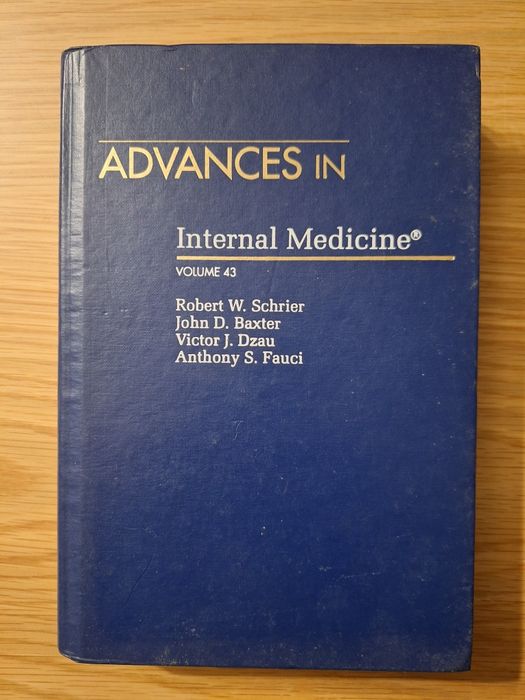 ADVANCES IN
Internal Medicine®
VOLUME 43
Robert W. Schrier
John D. Baxter
Victor J. Dzau
Anthony S. Fauci